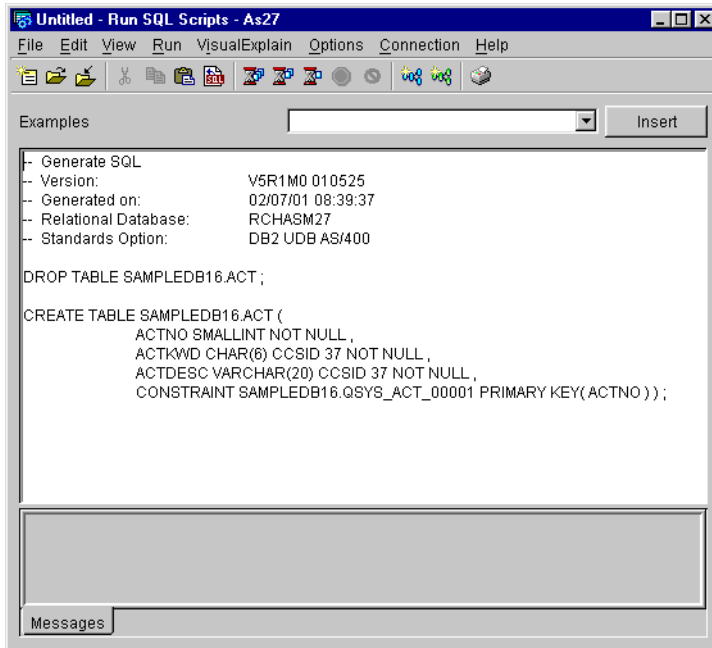 Untitled - Run SQL Scripts - As27
File Edit View Run VisualExplain Options Connection Help
Examples
Insert
-- Generate SQL
-- Version: V5R1M0 010525
-- Generated on: 02/07/01 08:39:37
-- Relational Database: RCHASM27
-- Standards Option: DB2 UDB AS/400
DROP TABLE SAMPLEDB16.ACT ;
CREATE TABLE SAMPLEDB16.ACT (
ACTNO SMALLINT NOT NULL ,
ACTKWD CHAR(6) CCSID 37 NOT NULL ,
ACTDESC VARCHAR(20) CCSID 37 NOT NULL ,
CONSTRAINT SAMPLEDB16.QSYS_ACT_00001 PRIMARY KEY( ACTNO ) ) ;
Messages